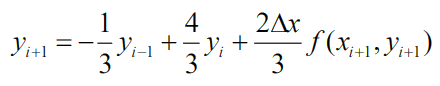 y_{i+1} = -\frac{1}{3} y_{i-1} + \frac{4}{3} y_i + \frac{2\Delta x}{3} f(x_{i+1}, y_{i+1})